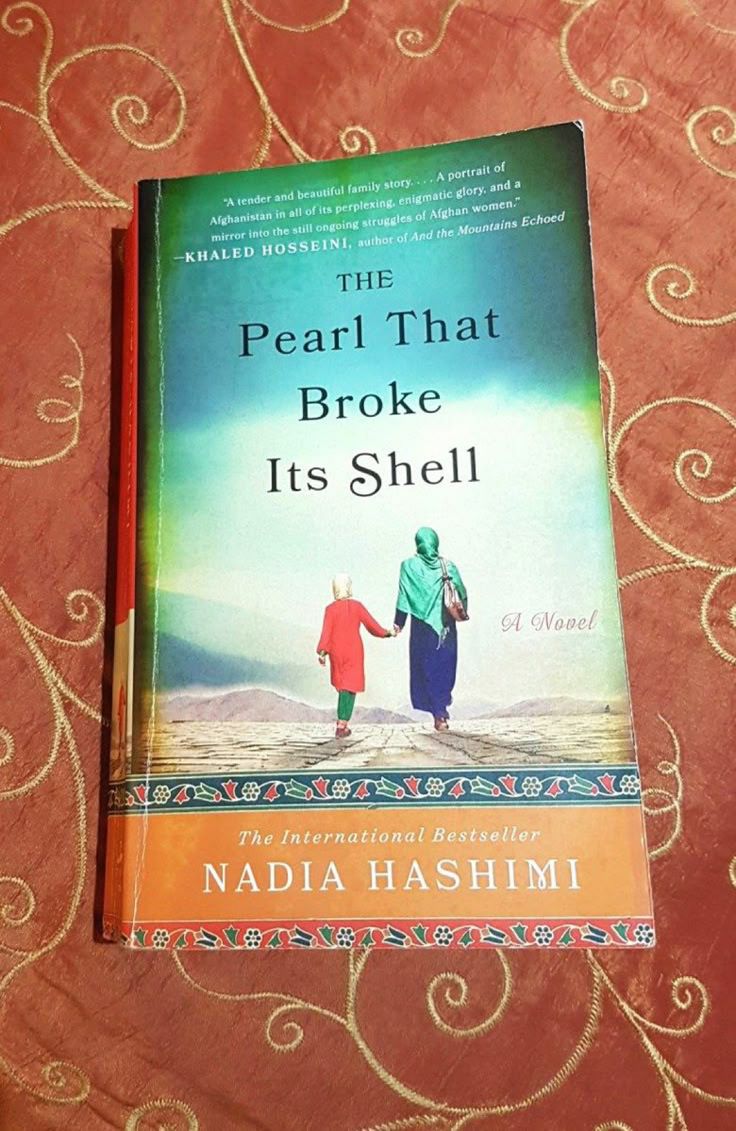 "A tender and beautiful family story. . . . A portrait of
Afghanistan in all of its perplexing, enigmatic glory, and a
mirror into the still ongoing struggles of Afghan women."
—KHALED HOSSEINI, author of And the Mountains Echoed
THE
Pearl That
Broke
Its Shell
A Novel
The International Bestseller
NADIA HASHIMI